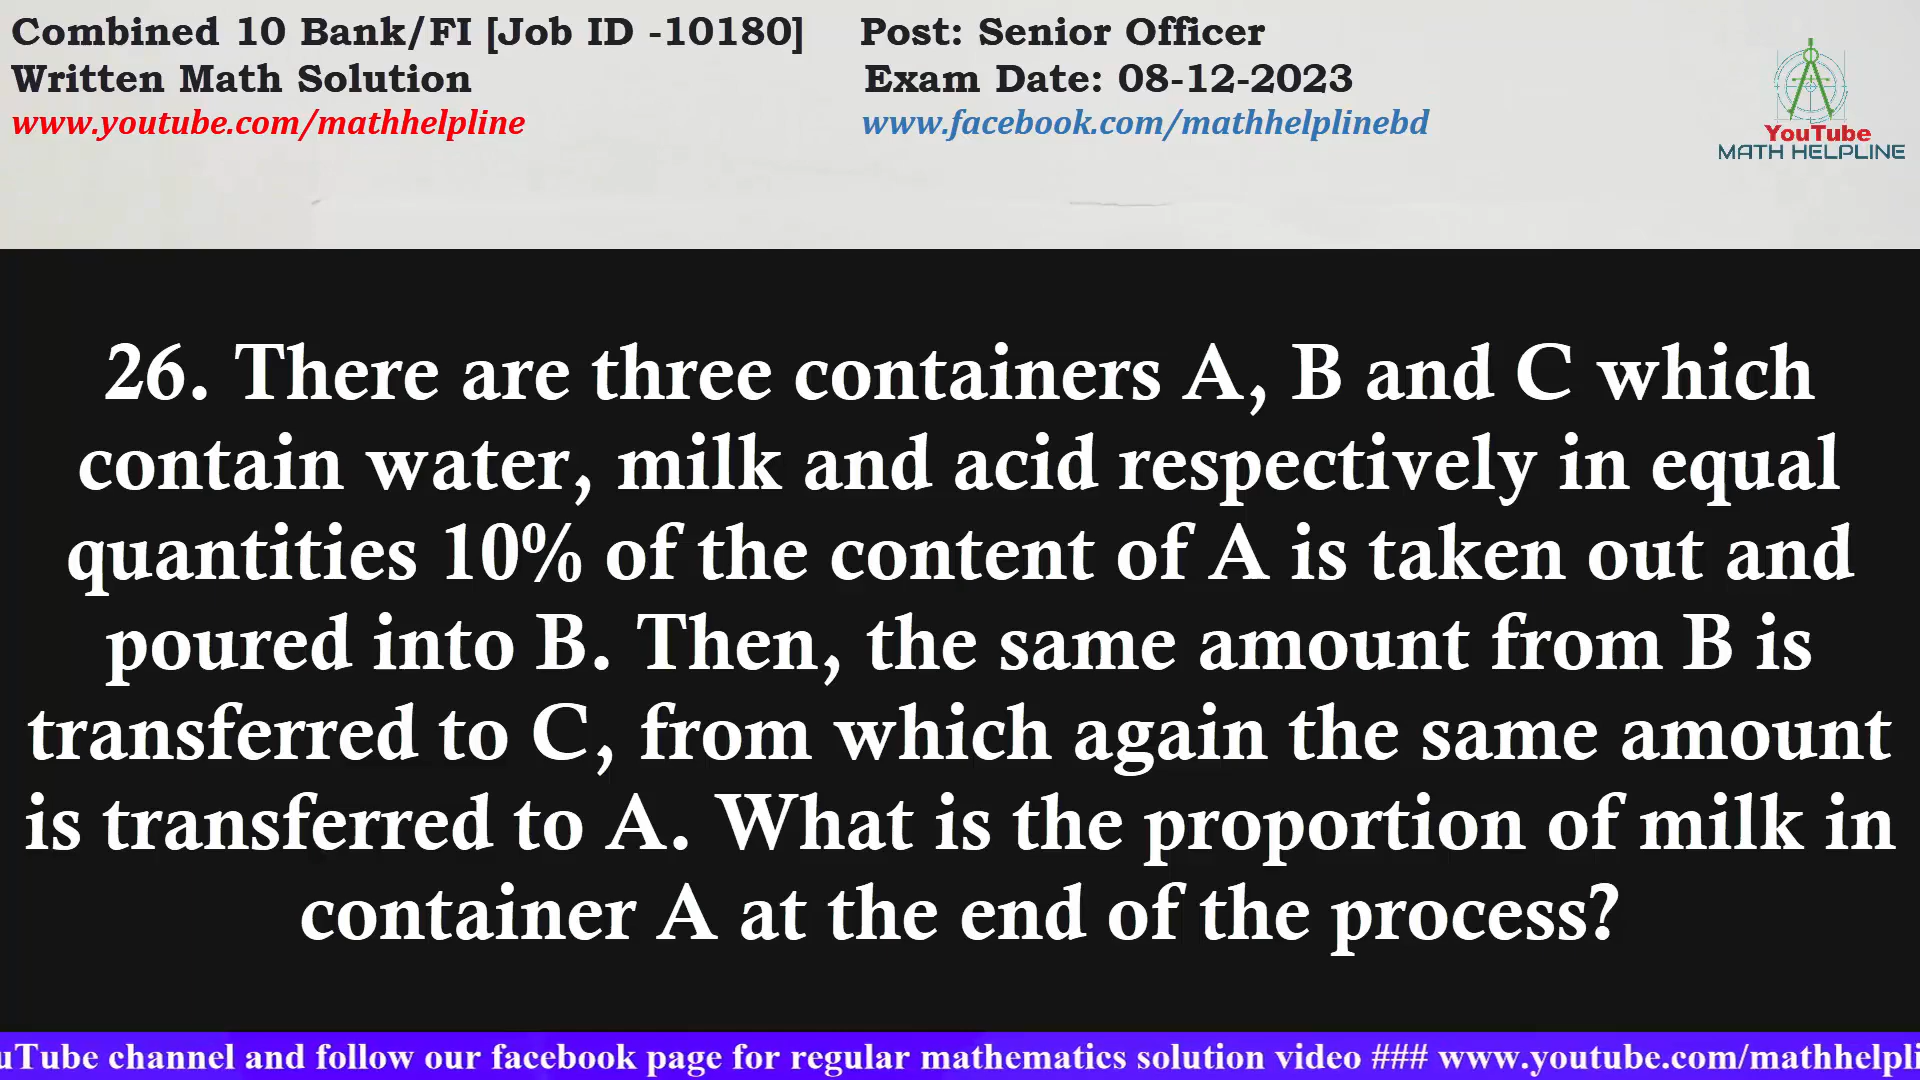 Combined 10 Bank/FI [Job ID -10180] Post: Senior Officer
Written Math Solution Exam Date: 08-12-2023
www.youtube.com/mathhelpline www.facebook.com/mathhelplinebd
YouTube
MATH HELPLINE
26. There are three containers A, B and C which
contain water, milk and acid respectively in equal
quantities 10% of the content of A is taken out and
poured into B. Then, the same amount from B is
transferred to C, from which again the same amount
is transferred to A. What is the proportion of milk in
container A at the end of the process?
uTube channel and follow our facebook page for regular mathematics solution video ### www.youtube.com/mathhelpli